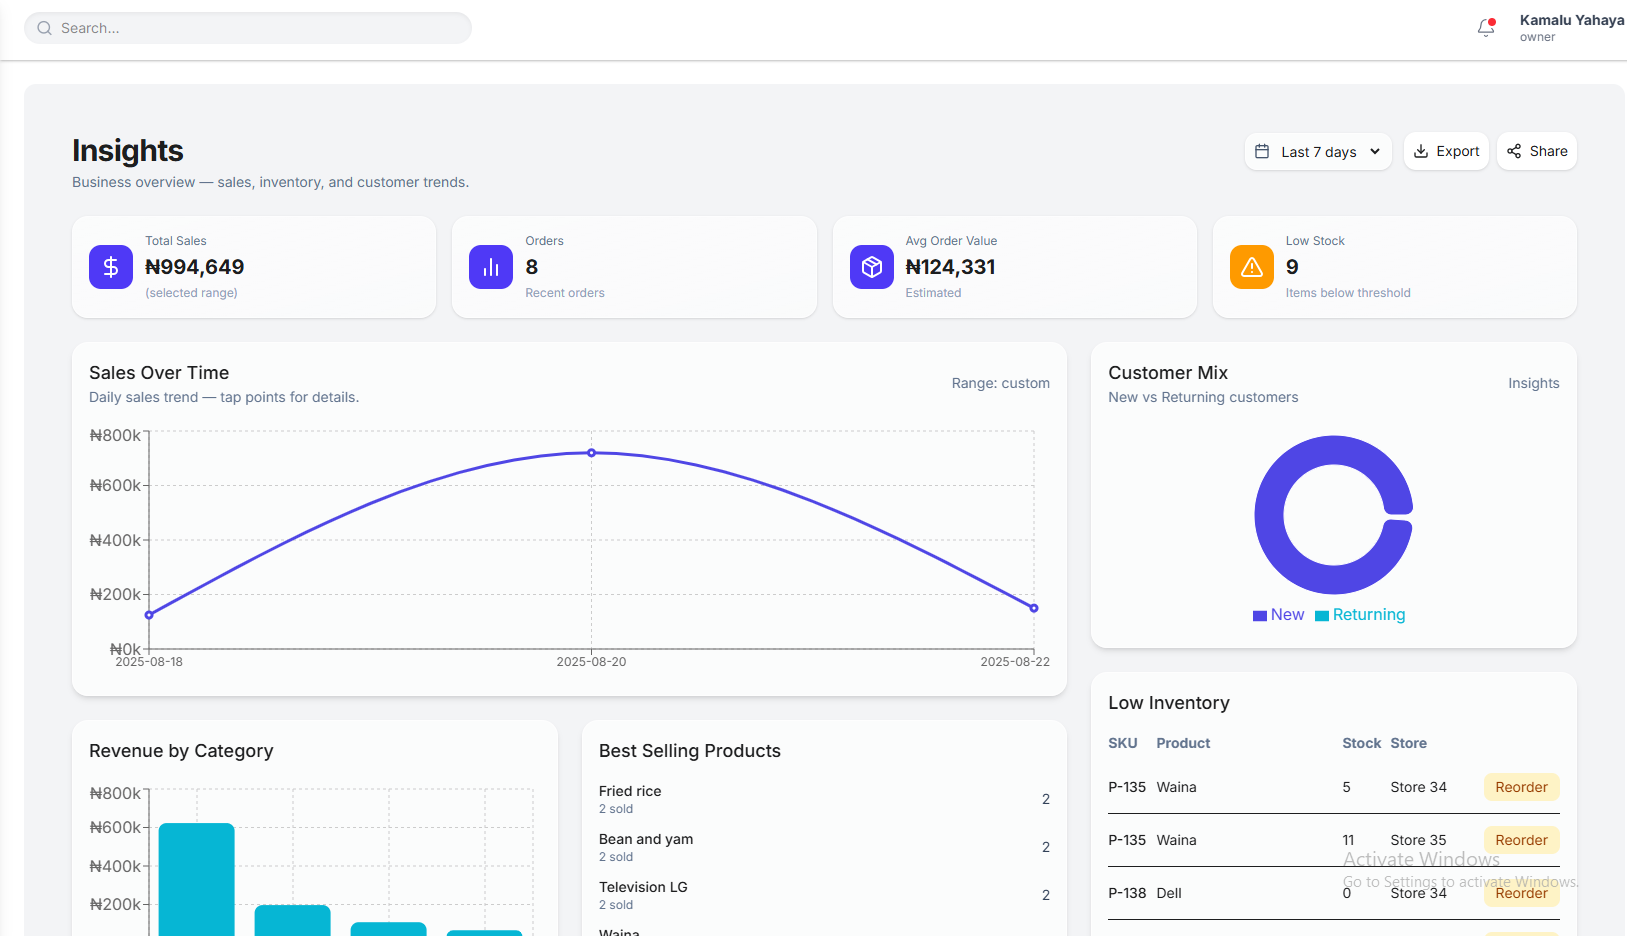 Search...
Kamalu Yahaya
owner
Insights
Business overview — sales, inventory, and customer trends.
Last 7 days
Export
Share
Total Sales
₦994,649
(selected range)
Orders
8
Recent orders
Avg Order Value
₦124,331
Estimated
Low Stock
9
Items below threshold
Sales Over Time
Daily sales trend — tap points for details.
Range: custom
₦800k
₦600k
₦400k
₦200k
₦0k
2025-08-18 2025-08-20 2025-08-22
Customer Mix
New vs Returning customers
Insights
New Returning
Revenue by Category
₦800k
₦600k
₦400k
₦200k
Best Selling Products
Fried rice
2 sold
2
Bean and yam
2 sold
2
Television LG
2 sold
2
Waina
Low Inventory
SKU Product Stock Store
P-135 Waina 5 Store 34 Reorder
P-135 Waina 11 Store 35 Reorder
P-138 Dell 0 Store 34 Reorder
Activate Windows
Go to Settings to activate Windows.